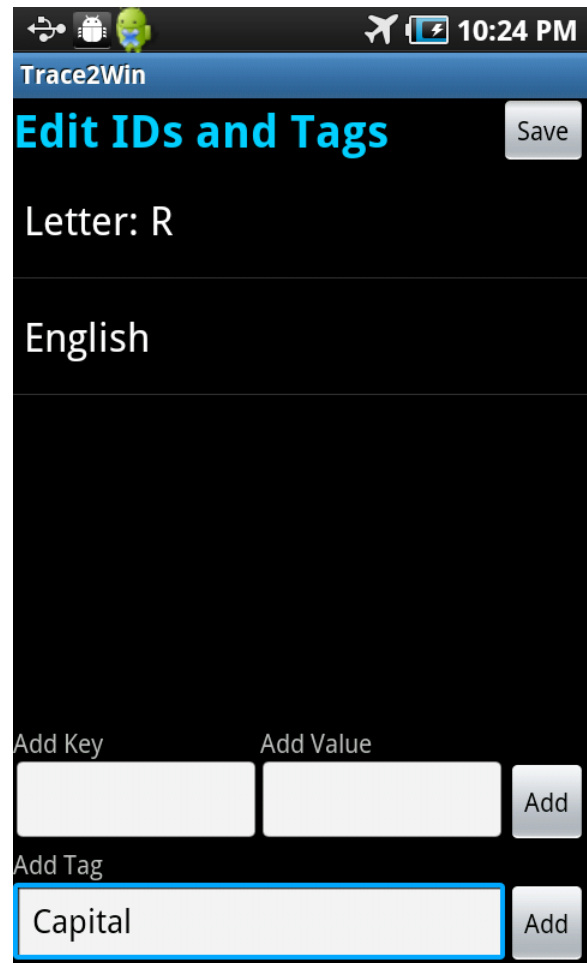 10:24 PM
Trace2Win
Edit IDs and Tags Save
Letter: R
English
Add Key Add Value
Add
Add Tag
Capital Add